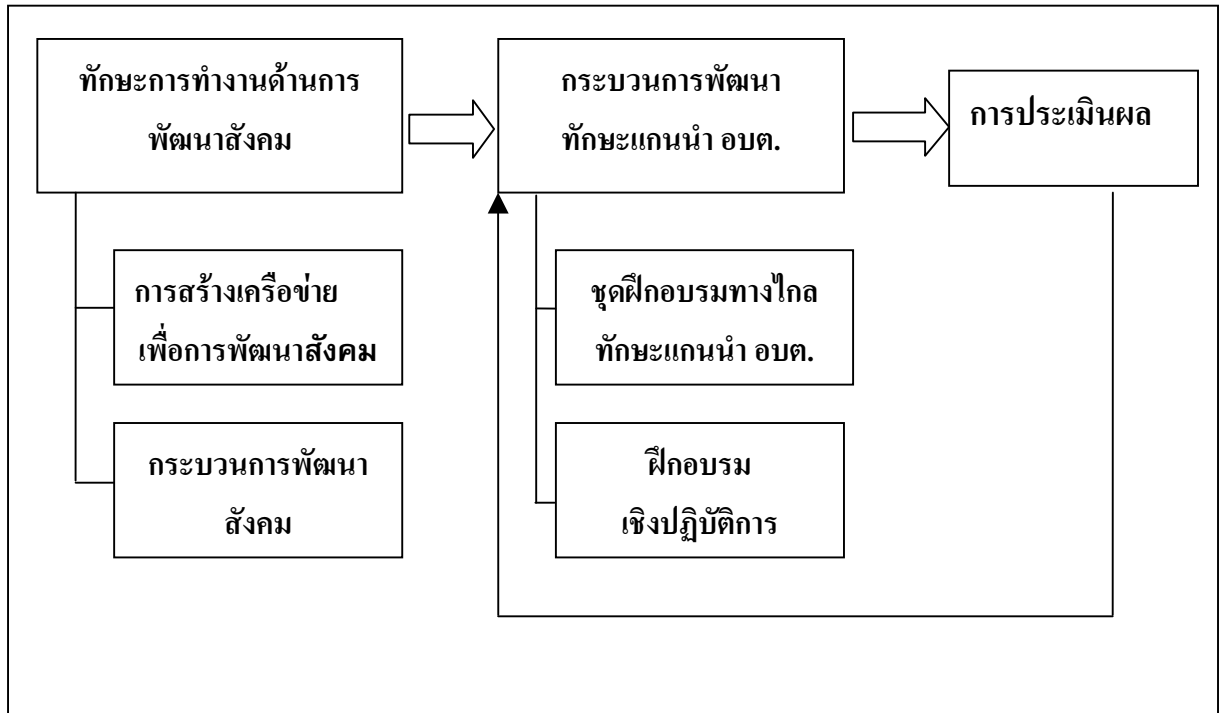 ทักษะการทำงานด้านการ
พัฒนาสังคม
กระบวนการพัฒนา
ทักษะแกนนำ อบต.
การประเมินผล
การสร้างเครือข่าย
เพื่อการพัฒนาสังคม
กระบวนการพัฒนา
สังคม
ชุดฝึกอบรมทางไกล
ทักษะแกนนำ อบต.
ฝึกอบรม
เชิงปฏิบัติการ